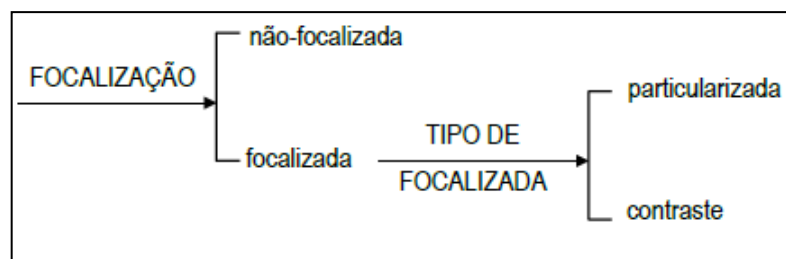 não-focalizada
FOCALIZAÇÃO
particularizada
focalizada
TIPO DE
FOCALIZADA
contraste